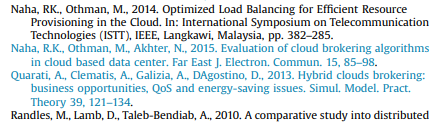 Naha, RK., Othman, M., 2014. Optimized Load Balancing for Efficient Resource
Provisioning in the Cloud. In: International Symposium on Telecommunication
Technologies (ISTT), IEEE, Langkawi, Malaysia, pp. 382–285.
Naha, R.K., Othman, M., Akhter, N., 2015. Evaluation of cloud brokering algorithms
in cloud based data center. Far East J. Electron. Commun. 15, 85–98.
Quarati, A., Clematis, A., Galizia, A., DAgostino, D., 2013. Hybrid clouds brokering:
business opportunities, QoS and energy-saving issues. Simul. Model. Pract.
Theory 39, 121–134.
Randles, M., Lamb, D., Taleb-Bendiab, A., 2010. A comparative study into distributed